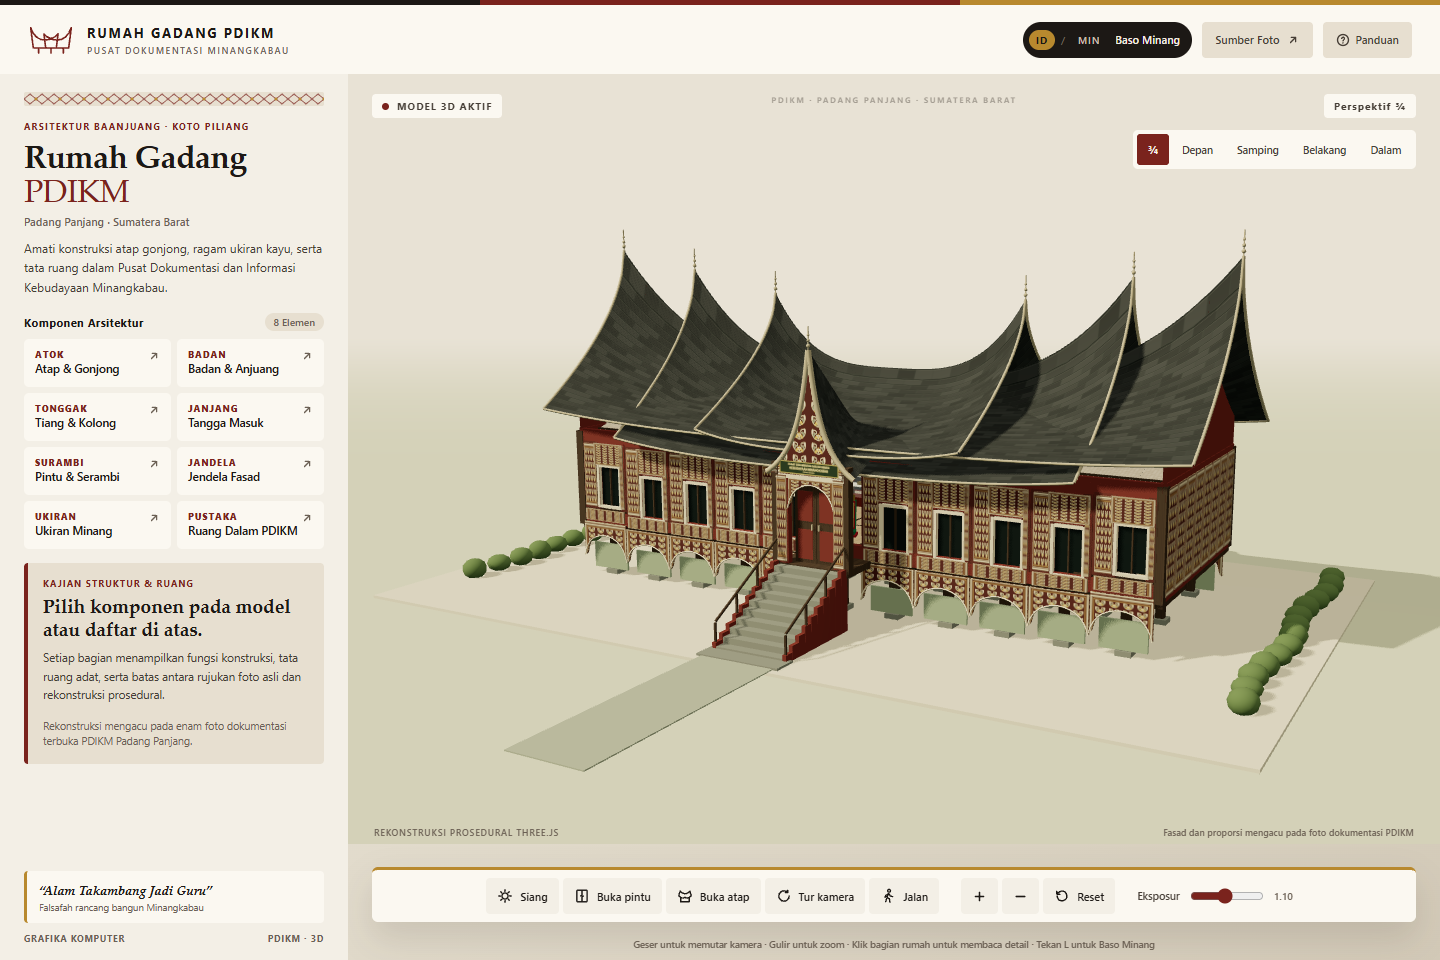 RUMAH GADANG PDIKM
PUSAT DOKUMENTASI MINANGKABAU
ID / MIN Baso Minang
Sumber Foto
Panduan
ARSITEKTUR BAANJUANG · KOTO PILIANG
Rumah Gadang
PDIKM
Padang Panjang · Sumatera Barat
Amati konstruksi atap gonjong, ragam ukiran kayu, serta
tata ruang dalam Pusat Dokumentasi dan Informasi
Kebudayaan Minangkabau.
Komponen Arsitektur
8 Elemen
ATOK
Atap & Gonjong
BADAN
Badan & Anjuang
TONGGAK
Tiang & Kolong
JANJANG
Tangga Masuk
SURAMBI
Pintu & Serambi
JANDELA
Jendela Fasad
UKIRAN
Ukiran Minang
PUSTAKA
Ruang Dalam PDIKM
KAJIAN STRUKTUR & RUANG
Pilih komponen pada model
atau daftar di atas.
Setiap bagian menampilkan fungsi konstruksi, tata
ruang adat, serta batas antara rujukan foto asli dan
rekonstruksi prosedural.
Rekonstruksi mengacu pada enam foto dokumentasi
terbuka PDIKM Padang Panjang.
“Alam Takambang Jadi Guru”
Falsafah rancang bangun Minangkabau
GRAFIKA KOMPUTER
PDIKM · 3D
MODEL 3D AKTIF
PDIKM · PADANG PANJANG · SUMATERA BARAT
Perspektif ¾
¾ Depan Samping Belakang Dalam
REKONSTRUKSI PROSEDURAL THREE.JS
Fasad dan proporsi mengacu pada foto dokumentasi PDIKM
Siang Buka pintu Buka atap Tur kamera Jalan + − Reset Eksposur 1.10
Geser untuk memutar kamera · Gulir untuk zoom · Klik bagian rumah untuk membaca detail · Tekan L untuk Baso Minang